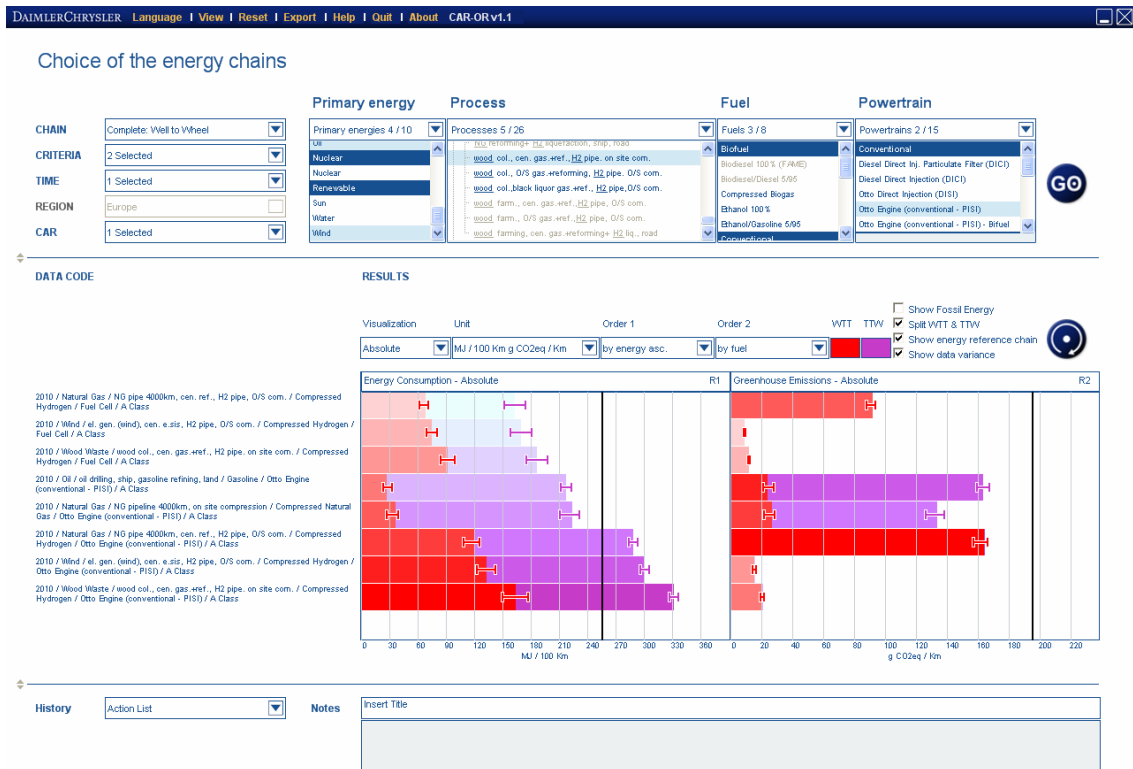 DAIMLERCHRYSLER Language I View I Reset I Export I Help I Quit I About CAR-OR v1.1
Choice of the energy chains
Primary energy Process Fuel Powertrain
CHAIN Complete: Well to Wheel
CRITERIA 2 Selected
TIME 1 Selected
REGION Europe
CAR 1 Selected
Primary energies 4 / 10
Oil
Nuclear
Nuclear
Renewable
Sun
Water
Wind
Processes 5 / 26
NG reforming+ H2 liquefaction, ship, road
wood col., cen. gas.+ref., H2 pipe. on site com.
wood col., O/S gas.+reforming, H2 pipe. O/S com.
wood col.,black liquor gas.+ref., H2 pipe,O/S com.
wood farm., cen. gas.+ref.,H2 pipe, O/S com.
wood farm., O/S gas.+ref.,H2 pipe, O/S com.
wood farming, cen. gas.+reforming+ H2 liq., road
Fuels 3 / 8
Biofuel
Biodiesel 100% (FAME)
Biodiesel/Diesel 5/95
Compressed Biogas
Ethanol 100%
Ethanol/Gasoline 5/95
Conventional
Powertrains 2 / 15
Conventional
Diesel Direct Inj. Particulate Filter (DICI)
Diesel Direct Injection (DICI)
Otto Direct Injection (DISI)
Otto Engine (conventional - PISI)
Otto Engine (conventional - PISI) - Bifuel
GO
DATA CODE RESULTS
Visualization Unit Order 1 Order 2 WTT TTW
Absolute MJ / 100 Km g CO2eq / Km by energy asc. by fuel
Show Fossil Energy
Split WTT & TTW
Show energy reference chain
Show data variance
Energy Consumption - Absolute R1 Greenhouse Emissions - Absolute R2
2010 / Natural Gas / NG pipe 4000km, cen. ref., H2 pipe, O/S com. / Compressed
Hydrogen / Fuel Cell / A Class
2010 / Wind / el. gen. (wind), cen. e.sis, H2 pipe, O/S com. / Compressed Hydrogen /
Fuel Cell / A Class
2010 / Wood Waste / wood col., cen. gas.+ref., H2 pipe. on site com. / Compressed
Hydrogen / Fuel Cell / A Class
2010 / Oil / oil drilling, ship, gasoline refining, land / Gasoline / Otto Engine
(conventional - PISI) / A Class
2010 / Natural Gas / NG pipeline 4000km, on site compression / Compressed Natural
Gas / Otto Engine (conventional - PISI) / A Class
2010 / Natural Gas / NG pipe 4000km, cen. ref., H2 pipe, O/S com. / Compressed
Hydrogen / Otto Engine (conventional - PISI) / A Class
2010 / Wind / el. gen. (wind), cen. e.sis, H2 pipe, O/S com. / Compressed Hydrogen /
Otto Engine (conventional - PISI) / A Class
2010 / Wood Waste / wood col., cen. gas.+ref., H2 pipe. on site com. / Compressed
Hydrogen / Otto Engine (conventional - PISI) / A Class
0 30 60 90 120 150 180 210 240 270 300 330 360
MJ / 100 Km
0 20 40 60 80 100 120 140 160 180 200 220
g CO2eq / Km
History Action List Notes Insert Title